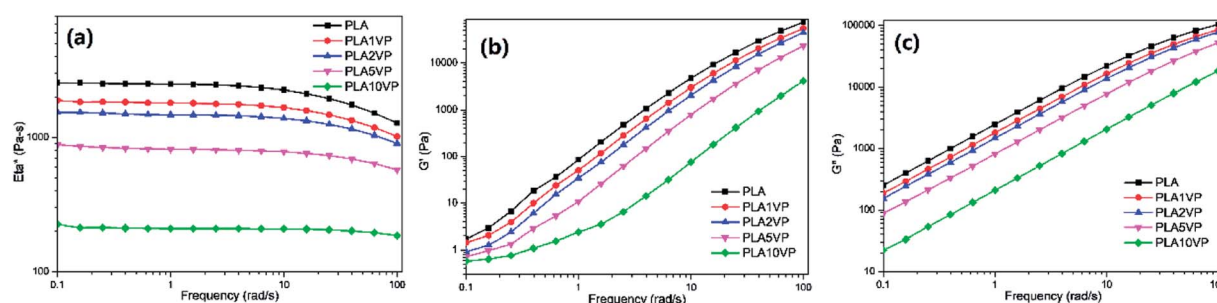 (a)
PLA
PLA1VP
PLA2VP
PLA5VP
PLA10VP
1000
100
Eta* (Pa-s)
0.1
1
10
100
Frequency (rad/s)
(b)
100000
10000
1000
100
10
1
G' (Pa)
PLA
PLA1VP
PLA2VP
PLA5VP
PLA10VP
0.1
1
10
100
Frequency (rad/s)
(c)
100000
10000
1000
100
10
G" (Pa)
PLA
PLA1VP
PLA2VP
PLA5VP
PLA10VP
0.1
1
10
100
Frequency (rad/s)